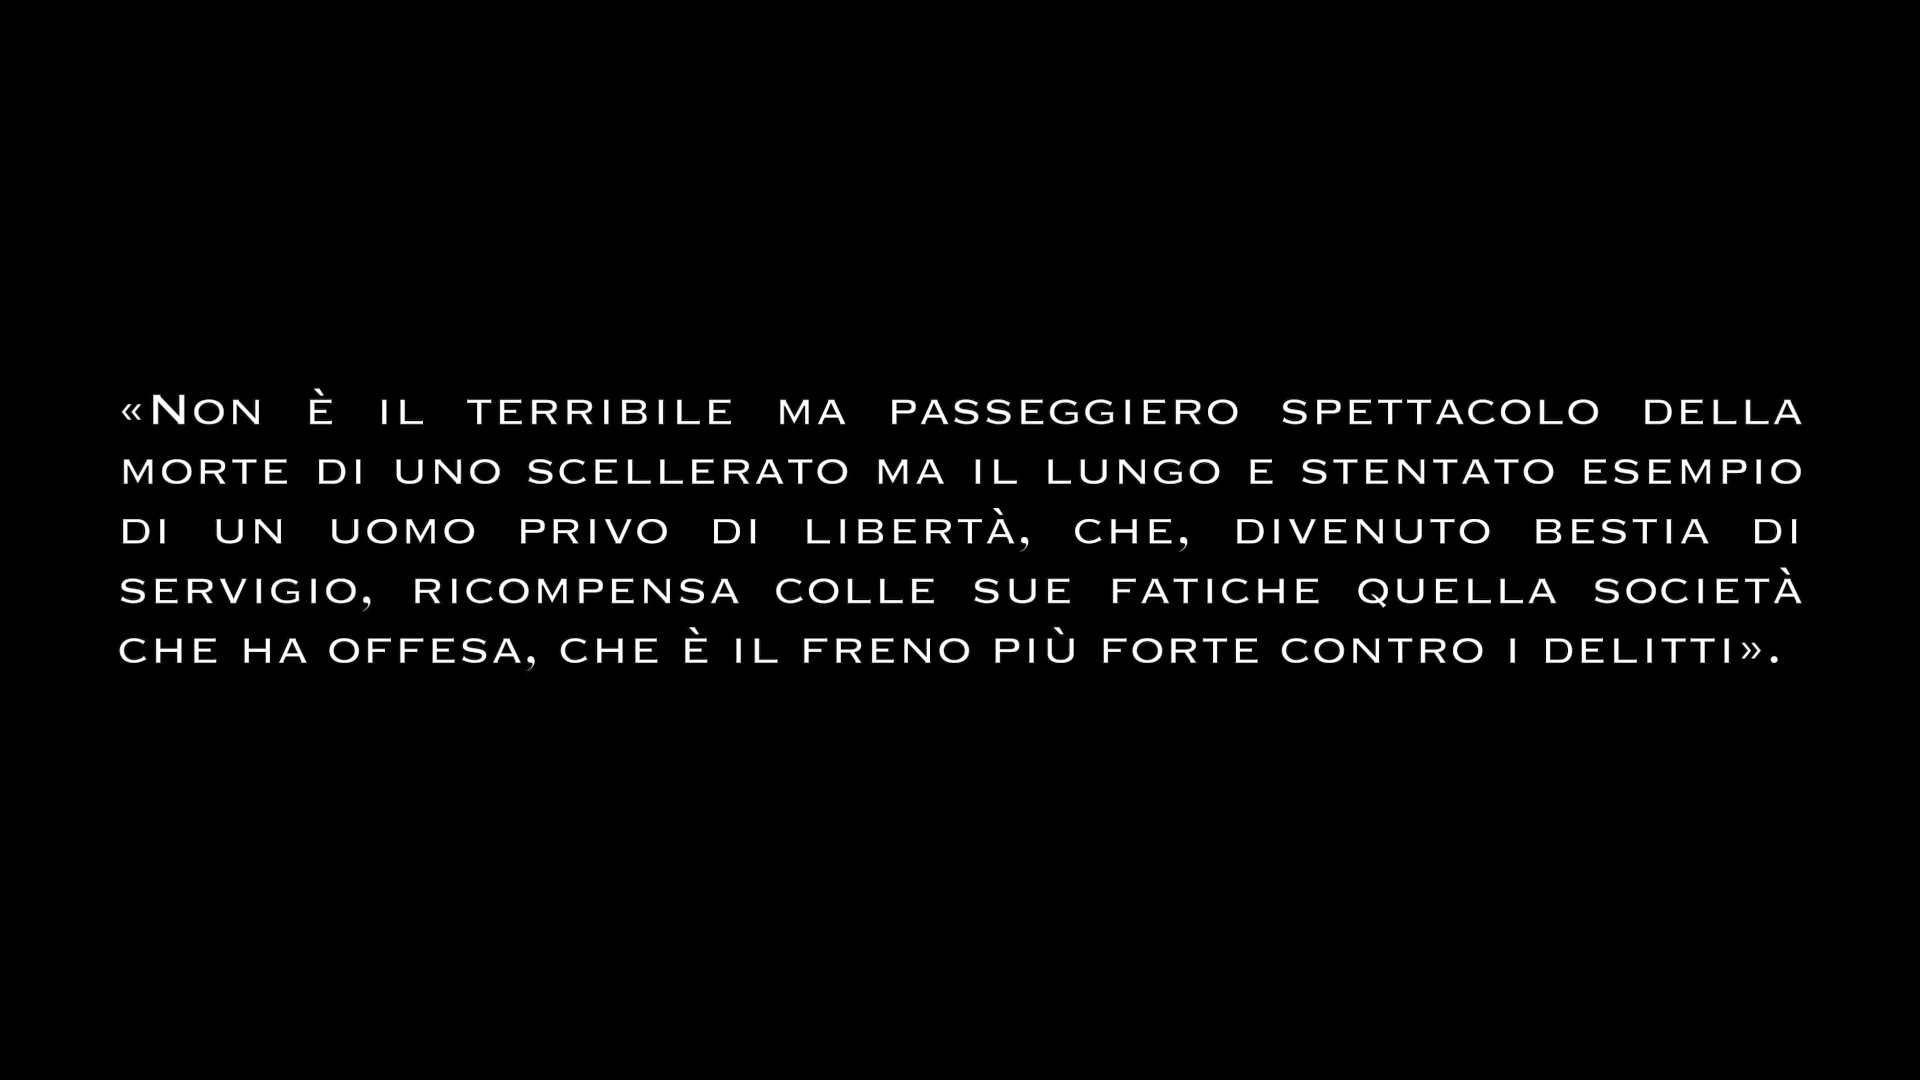 «Non è il terribile ma passeggiero spettacolo della
morte di uno scellerato ma il lungo e stentato esempio
di un uomo privo di libertà, che, divenuto bestia di
servigio, ricompensa colle sue fatiche quella società
che ha offesa, che è il freno più forte contro i delitti».